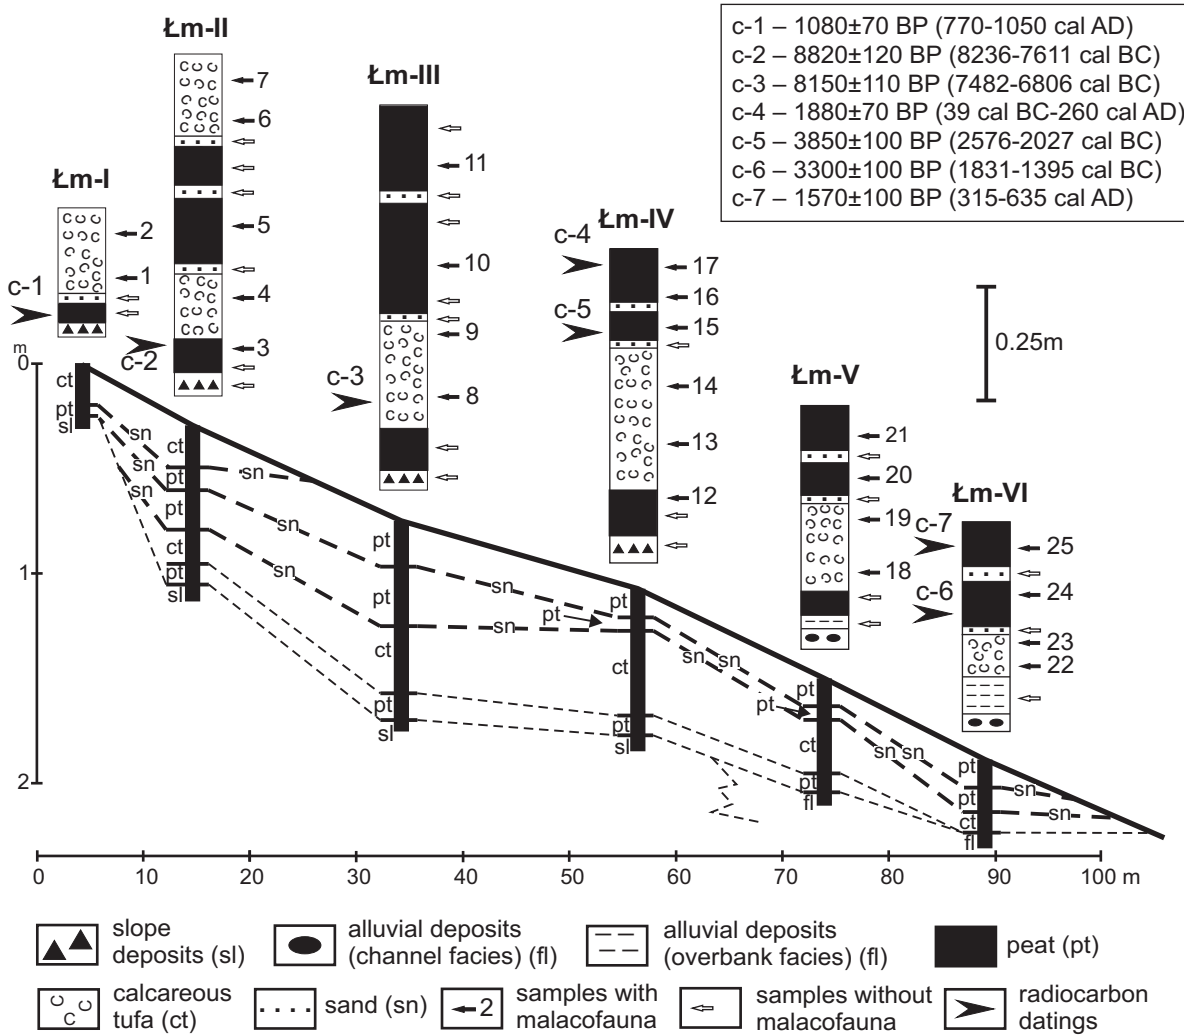 c-1 – 1080±70 BP (770-1050 cal AD)
c-2 – 8820±120 BP (8236-7611 cal BC)
c-3 – 8150±110 BP (7482-6806 cal BC)
c-4 – 1880±70 BP (39 cal BC-260 cal AD)
c-5 – 3850±100 BP (2576-2027 cal BC)
c-6 – 3300±100 BP (1831-1395 cal BC)
c-7 – 1570±100 BP (315-635 cal AD)
Łm-I
2
1
c-1
Łm-II
7
6
5
4
3
c-2
Łm-III
11
10
9
8
c-3
Łm-IV
c-4
17
16
c-5
15
14
13
12
0.25m
Łm-V
21
20
19
18
Łm-VI
c-7
25
24
c-6
23
22
m
0
1
2
ct
pt
sl
sn
sn
sn
ct
pt
pt
ct
pt
sl
sn
sn
sn
pt
pt
ct
pt
sl
sn
sn
pt
pt
ct
pt
sl
sn
sn
pt
pt
ct
pt
fl
sn
sn
pt
pt
ct
fl
sn
sn
0 10 20 30 40 50 60 70 80 90 100 m
slope
deposits (sl)
alluvial deposits
(channel facies) (fl)
alluvial deposits
(overbank facies) (fl)
peat (pt)
C C
C
calcareous
tufa (ct)
sand (sn)
2
samples with
malacofauna
samples without
malacofauna
radiocarbon
datings